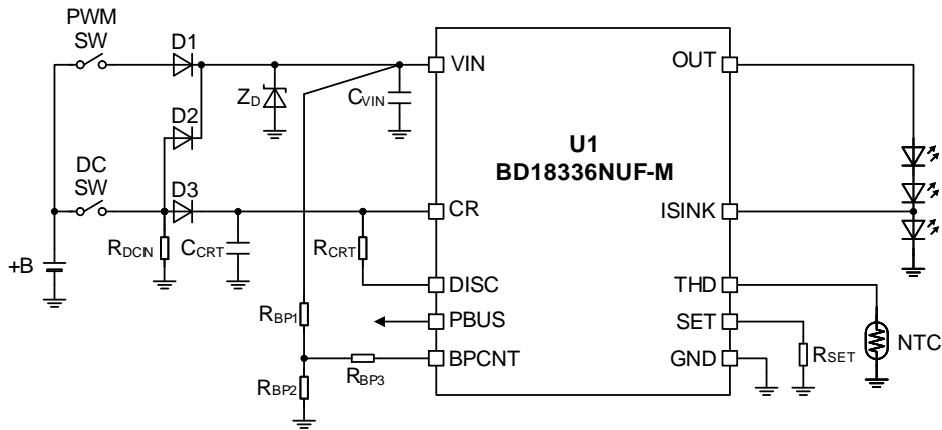 PWM
SW
D1
VIN
OUT
ZD
CVIN
D2
U1
BD18336NUF-M
DC
SW
D3
CR
ISINK
RDCIN
CCRT
RCRT
+B
DISC
THD
RBP1
PBUS
SET
NTC
RSET
BPCNT
GND
RBP3
RBP2